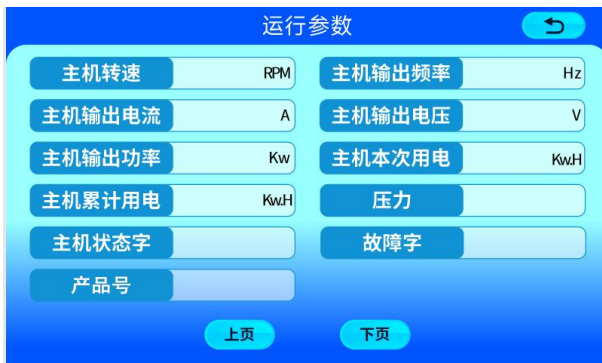 运行参数
主机转速 RPM 主机输出频率 Hz
主机输出电流 A 主机输出电压 V
主机输出功率 Kw 主机本次用电 Kw.H
主机累计用电 Kw.H 压力
主机状态字 故障字
产品号
上页 下页